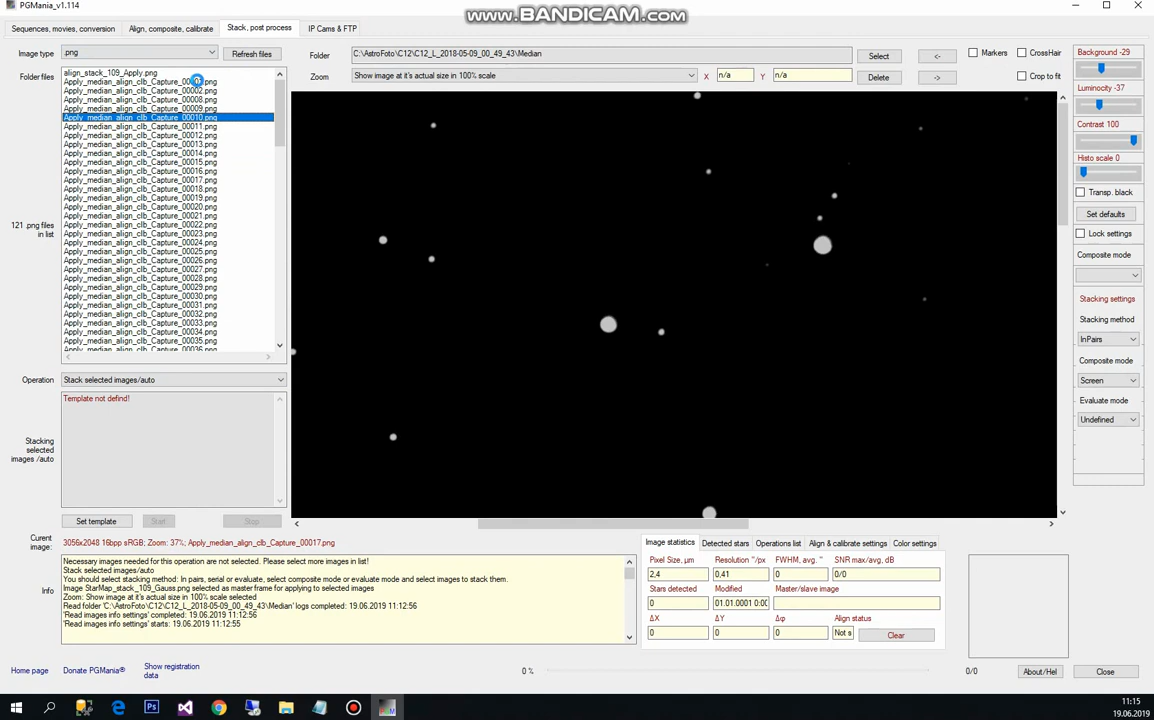 PGMania_v1.114
www.BANDICAM.com
Sequences, movies, conversion
Align, composite, calibrate
Stack, post process
IP Cams & FTP
Image type
.png
Refresh files
Folder
C:\AstroFoto\C12\C12_L_2018-05-09_00_49_43\Median
Select
<-
Markers
CrossHair
Background -29
Folder files
Zoom
Show image at it's actual size in 100% scale
X
n/a
Y
n/a
Delete
->
Crop to fit
Luminocity -37
Contrast 100
Histo scale 0
Transp. black
Set defaults
Lock settings
Composite mode
Stacking settings
Stacking method
InPairs
Composite mode
Screen
Evaluate mode
Undefined
align_stack_109_Apply.png
Apply_median_align_clb_Capture_00001.png
Apply_median_align_clb_Capture_00002.png
Apply_median_align_clb_Capture_00008.png
Apply_median_align_clb_Capture_00009.png
Apply_median_align_clb_Capture_00010.png
Apply_median_align_clb_Capture_00011.png
Apply_median_align_clb_Capture_00012.png
Apply_median_align_clb_Capture_00013.png
Apply_median_align_clb_Capture_00014.png
Apply_median_align_clb_Capture_00015.png
Apply_median_align_clb_Capture_00016.png
Apply_median_align_clb_Capture_00017.png
Apply_median_align_clb_Capture_00018.png
Apply_median_align_clb_Capture_00019.png
Apply_median_align_clb_Capture_00020.png
Apply_median_align_clb_Capture_00021.png
Apply_median_align_clb_Capture_00022.png
Apply_median_align_clb_Capture_00023.png
Apply_median_align_clb_Capture_00024.png
Apply_median_align_clb_Capture_00025.png
Apply_median_align_clb_Capture_00026.png
Apply_median_align_clb_Capture_00027.png
Apply_median_align_clb_Capture_00028.png
Apply_median_align_clb_Capture_00029.png
Apply_median_align_clb_Capture_00030.png
Apply_median_align_clb_Capture_00031.png
Apply_median_align_clb_Capture_00032.png
Apply_median_align_clb_Capture_00033.png
Apply_median_align_clb_Capture_00034.png
Apply_median_align_clb_Capture_00035.png
Apply_median_align_clb_Capture_00036.png
121 .png files
in list
Operation
Stack selected images/auto
Template not defind!
Stacking
selected
images /auto
Set template
Start
Stop
Curent
image:
3056x2048 16bpp sRGB; Zoom: 37%; Apply_median_align_clb_Capture_00017.png
Info
Necessary images needed for this operation are not selected. Please select more images in list!
Stack selected images/auto
You should select stacking method: In pairs, serial or evaluate, select composite mode or evaluate mode and select images to stack them.
Image StarMap_stack_109_Gauss.png selected as master frame for applying to selected images
Zoom: Show image at it's actual size in 100% scale selected
Read folder 'C:\AstroFoto\C12\C12_L_2018-05-09_00_49_43\Median' logs completed: 19.06.2019 11:12:56
'Read images info settings' completed: 19.06.2019 11:12:56
'Read images info settings' starts: 19.06.2019 11:12:55
Image statistics
Detected stars
Operations list
Align & calibrate settings
Color settings
Pixel Size, µm
Resolution "/px
FWHM, avg. "
SNR max/avg, dB
2,4
0,41
0
0/0
Stars detected
Modified
Master/slave image
0
01.01.0001 0:00
ΔX
ΔY
Δφ
Align status
0
0
0
Not s
Clear
Home page
Donate PGMania®
Show registration
data
0 %
0/0
About/Hel
Close
11:15
19.06.2019